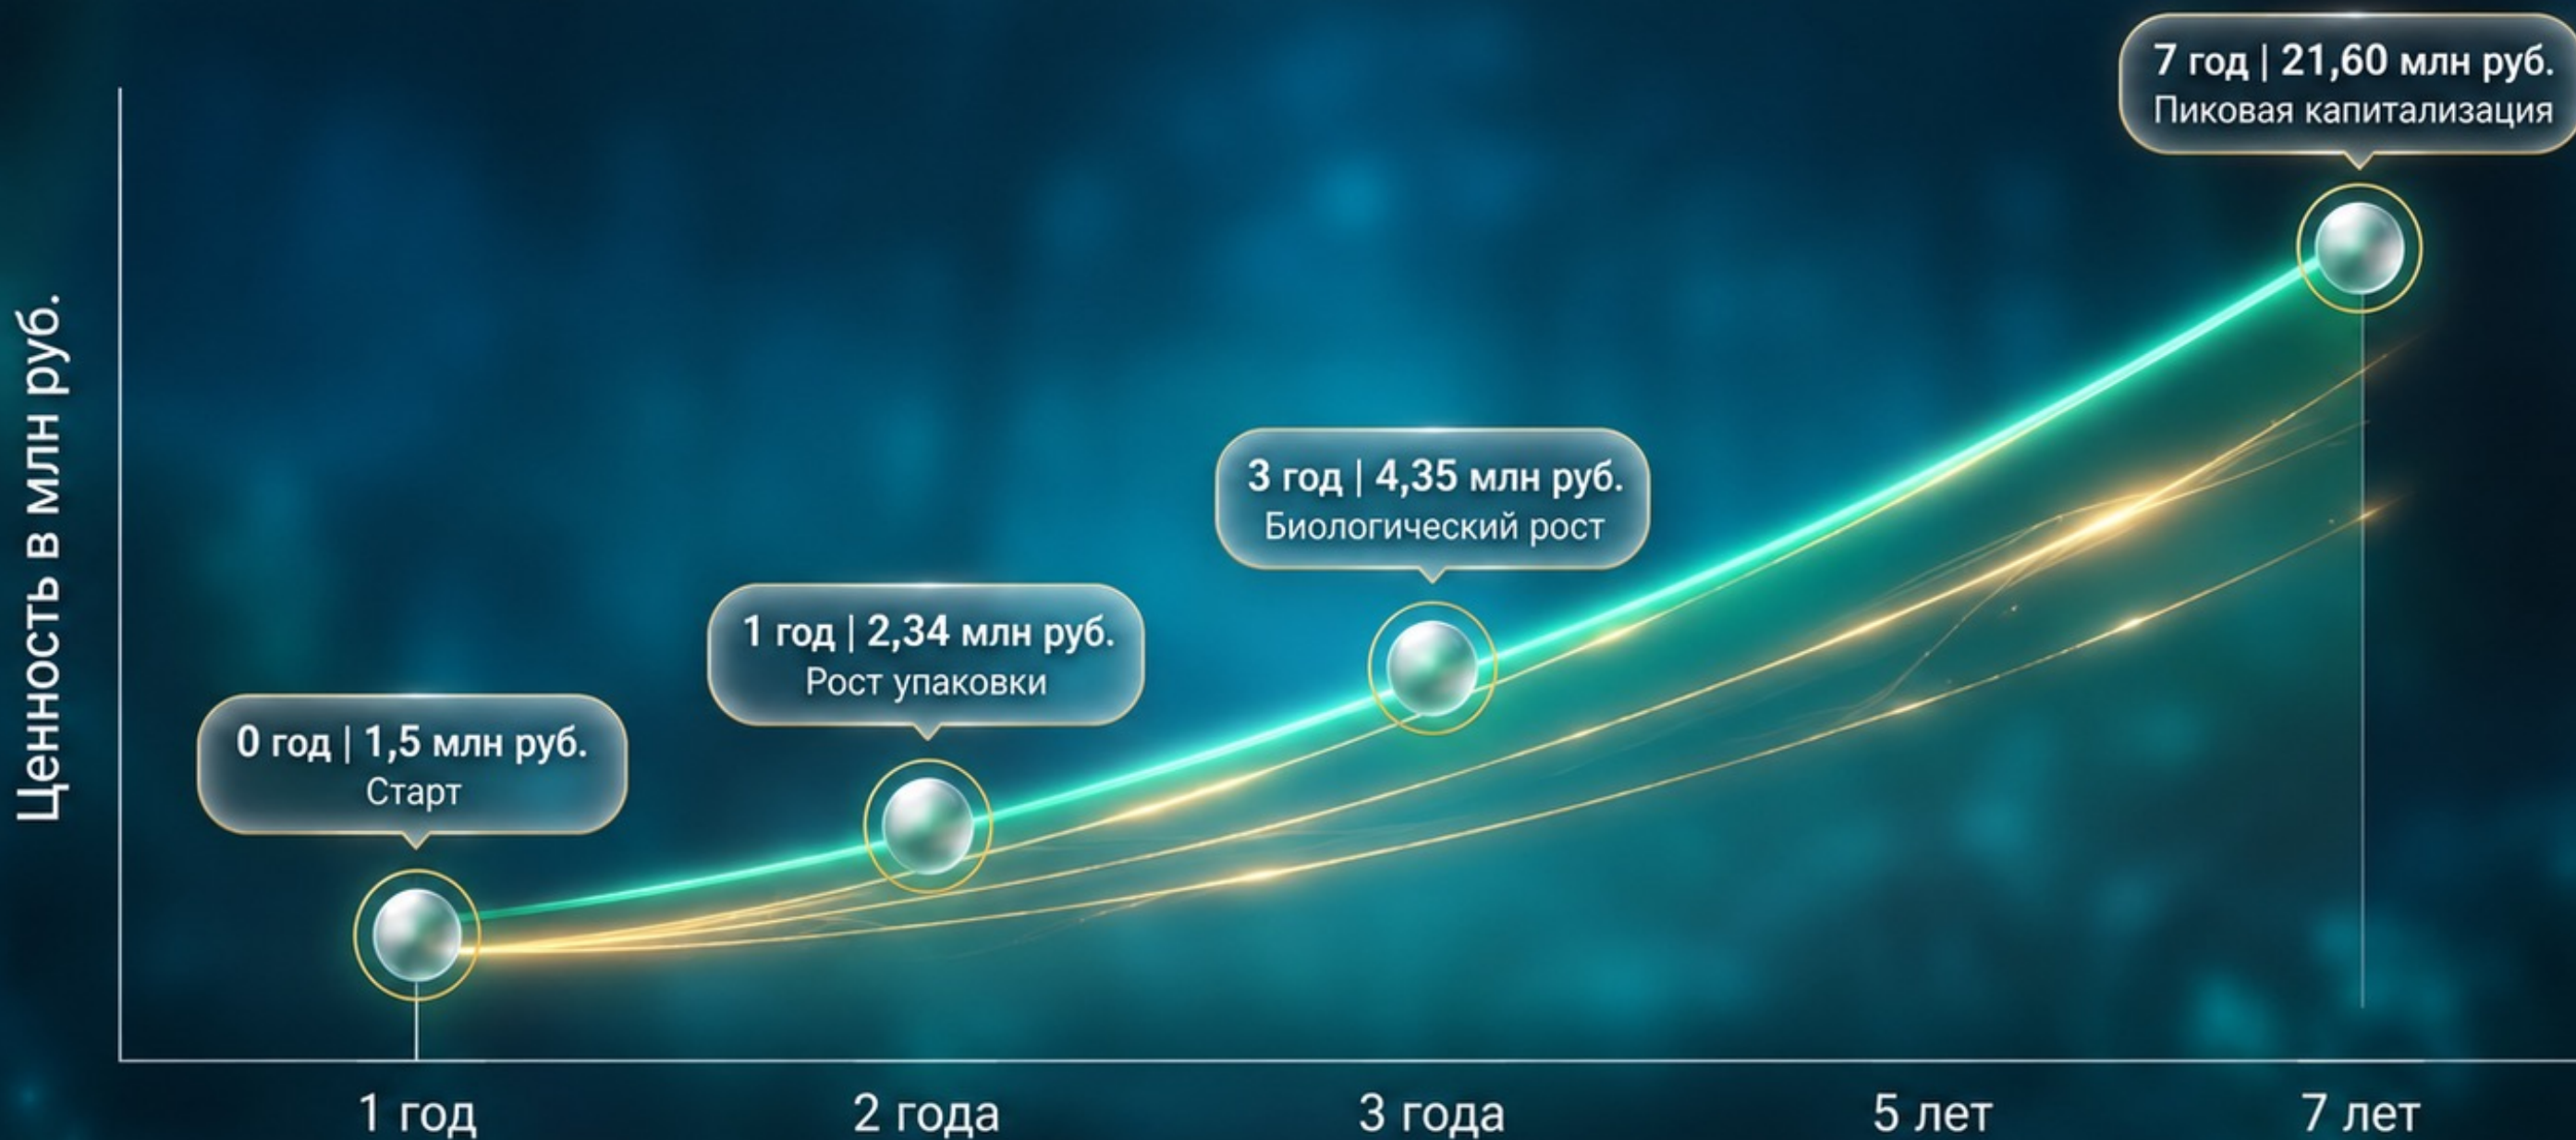 Ценность в млн руб.
7 год | 21,60 млн руб.
Пиковая капитализация
3 год | 4,35 млн руб.
Биологический рост
1 год | 2,34 млн руб.
Рост упаковки
0 год | 1,5 млн руб.
Старт
1 год
2 года
3 года
5 лет
7 лет